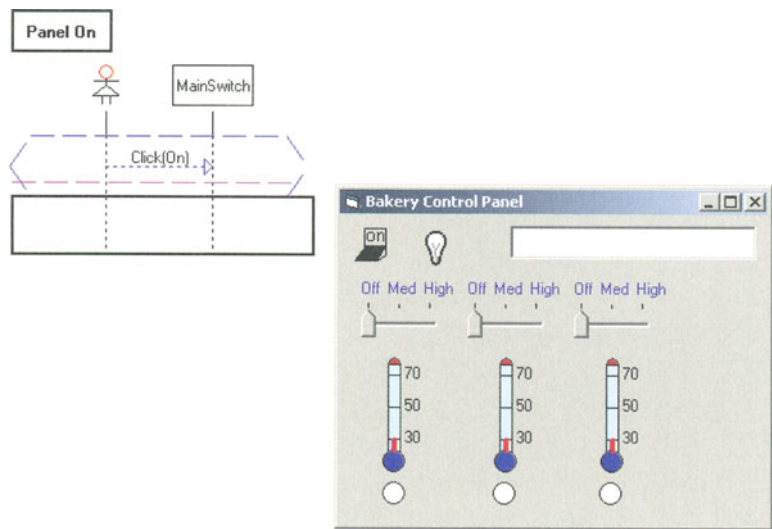 Panel On
MainSwitch
Click(On)
Bakery Control Panel
on
Off Med High Off Med High Off Med High
70 70 70
50 50 50
30 30 30